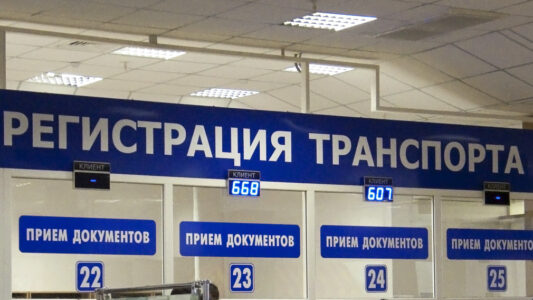 РЕГИСТРАЦИЯ ТРАНСПОРТА
КЛИЕНТ
КЛИЕНТ
668
КЛИЕНТ
607
КЛИЕНТ
ПРИЕМ ДОКУМЕНТОВ
22
ПРИЕМ ДОКУМЕНТОВ
23
ПРИЕМ ДОКУМЕНТОВ
24
ПРИЕМ ДОКУМЕНТОВ
25